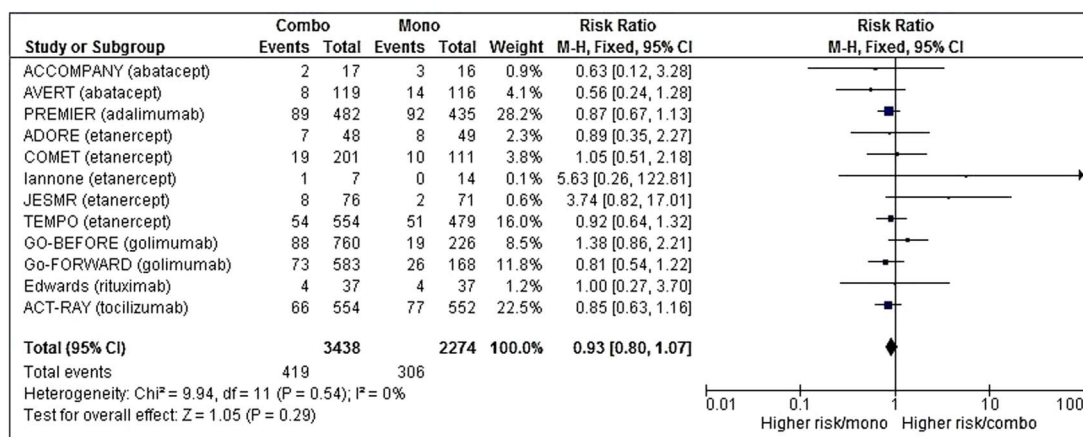 Combo Mono Risk Ratio Risk Ratio
Study or Subgroup Events Total Events Total Weight M-H, Fixed, 95% CI M-H, Fixed, 95% CI
ACCOMPANY (abatacept) 2 17 3 16 0.9% 0.63 [0.12, 3.28]
AVERT (abatacept) 8 119 14 116 4.1% 0.56 [0.24, 1.28]
PREMIER (adalimumab) 89 482 92 435 28.2% 0.87 [0.67, 1.13]
ADORE (etanercept) 7 48 8 49 2.3% 0.89 [0.35, 2.27]
COMET (etanercept) 19 201 10 111 3.8% 1.05 [0.51, 2.18]
Iannone (etanercept) 1 7 0 14 0.1% 5.63 [0.26, 122.81]
JESMR (etanercept) 8 76 2 71 0.6% 3.74 [0.82, 17.01]
TEMPO (etanercept) 54 554 51 479 16.0% 0.92 [0.64, 1.32]
GO-BEFORE (golimumab) 88 760 19 226 8.5% 1.38 [0.86, 2.21]
Go-FORWARD (golimumab) 73 583 26 168 11.8% 0.81 [0.54, 1.22]
Edwards (rituximab) 4 37 4 37 1.2% 1.00 [0.27, 3.70]
ACT-RAY (tocilizumab) 66 554 77 552 22.5% 0.85 [0.63, 1.16]
Total (95% CI) 3438 2274 100.0% 0.93 [0.80, 1.07]
Total events 419 306
Heterogeneity: Chi² = 9.94, df = 11 (P = 0.54); I² = 0%
Test for overall effect: Z = 1.05 (P = 0.29)
0.01 0.1 1 10 100
Higher risk/mono Higher risk/combo